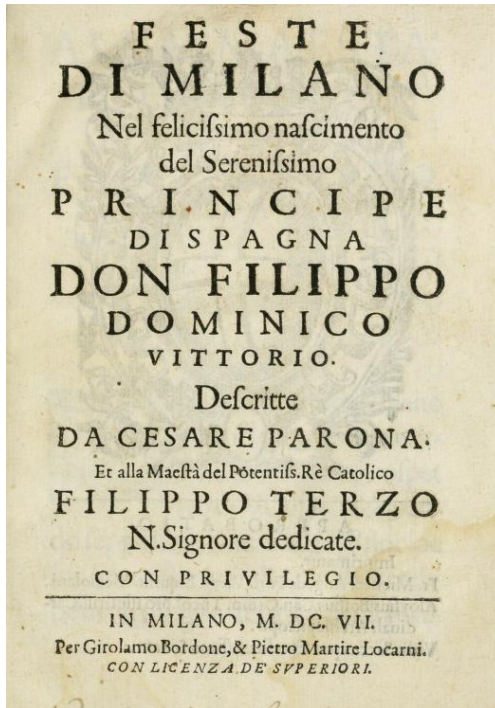 FESTE
DI MILANO
Nel feliciſsimo naſcimento
del Sereniſsimo
PRINCIPE
DI SPAGNA
DON FILIPPO
DOMINICO
VITTORIO.
Deſcritte
DA CESARE PARONA.
Et alla Maeſtà del Potentiſs. Rè Catolico
FILIPPO TERZO
N. Signore dedicate.
CON PRIVILEGIO.
IN MILANO, M. DC. VII.
Per Girolamo Bordone, & Pietro Martire Locarni.
CON LICENZA DE' SVPERIORI.